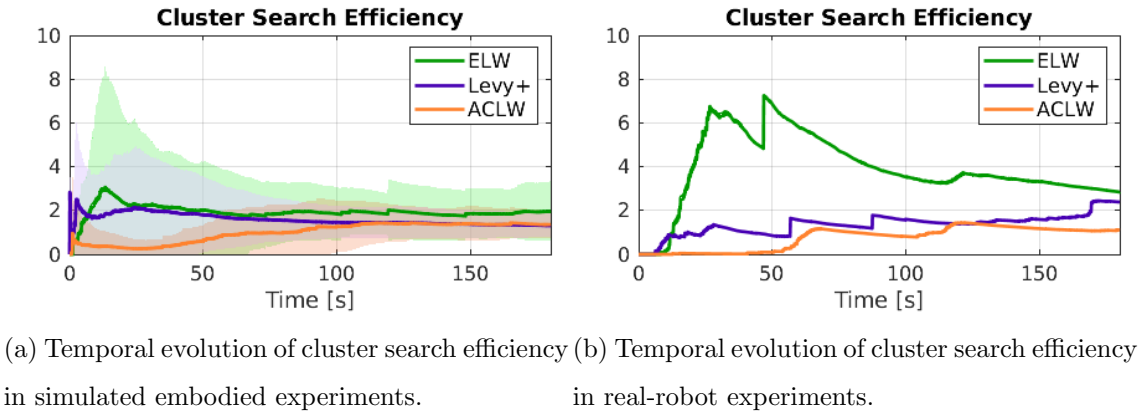 Cluster Search Efficiency
10
8
6
4
2
0
0
50
100
150
Time [s]
ELW
Levy+
ACLW
Cluster Search Efficiency
10
8
6
4
2
0
0
50
100
150
Time [s]
ELW
Levy+
ACLW
(a) Temporal evolution of cluster search efficiency
in simulated embodied experiments.
(b) Temporal evolution of cluster search efficiency
in real-robot experiments.